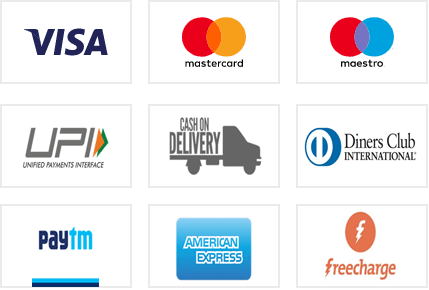 VISA
mastercard
maestro
UPI
UNIFIED PAYMENTS INTERFACE
CASH ON
DELIVERY
Diners Club
INTERNATIONAL®
paytm
AMERICAN
EXPRESS
freecharge